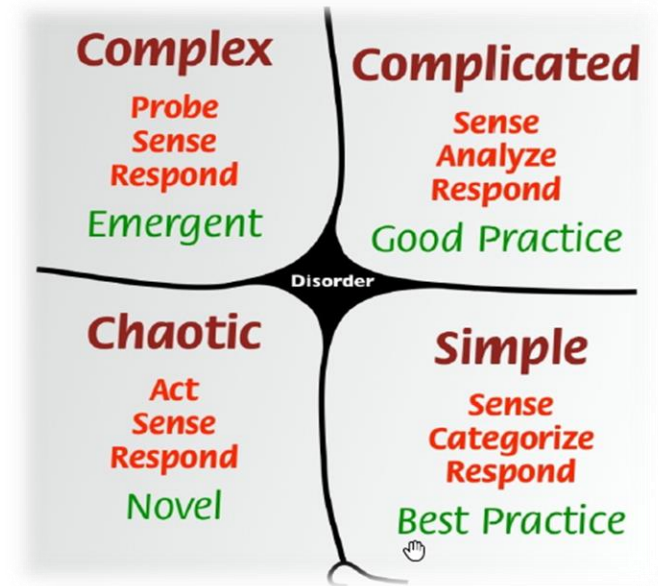 Complex
Probe
Sense
Respond
Emergent
Complicated
Sense
Analyze
Respond
Good Practice
Disorder
Chaotic
Act
Sense
Respond
Novel
Simple
Sense
Categorize
Respond
Best Practice